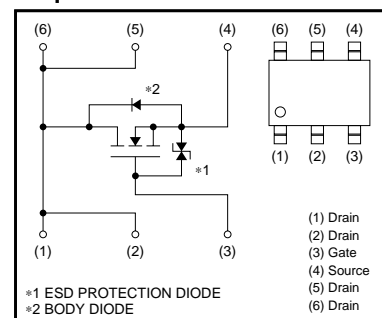 (6) (5) (4)
∗2
∗1
(1) (2) (3)
∗1 ESD PROTECTION DIODE
∗2 BODY DIODE
(6) (5) (4)
(1) (2) (3)
(1) Drain
(2) Drain
(3) Gate
(4) Source
(5) Drain
(6) Drain